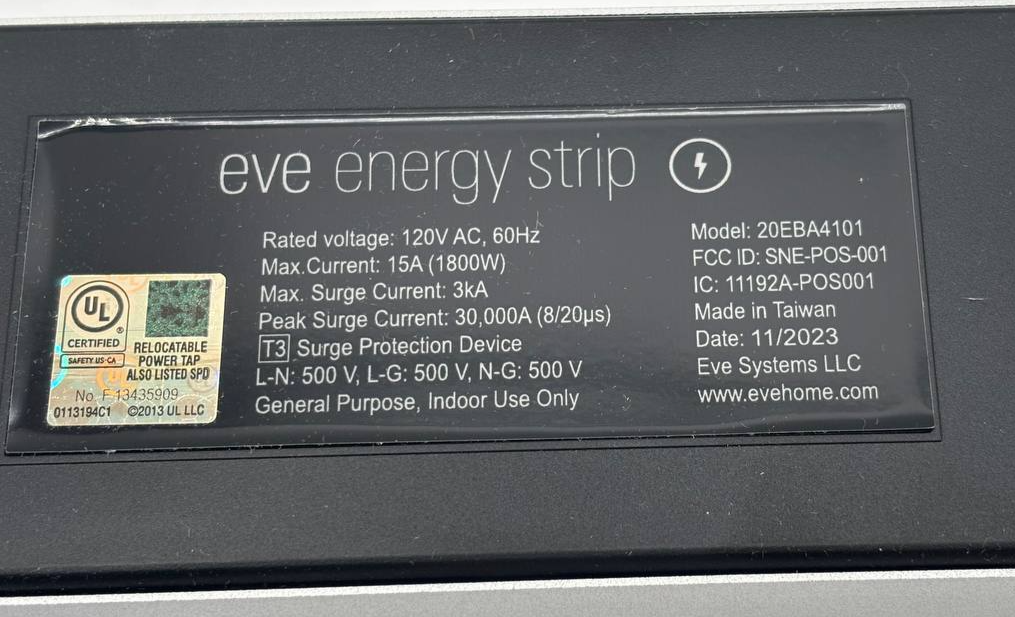 eve energy strip
Rated voltage: 120V AC, 60Hz
Max.Current: 15A (1800W)
Max. Surge Current: 3kA
Peak Surge Current: 30,000A (8/20µs)
T3 Surge Protection Device
L-N: 500 V, L-G: 500 V, N-G: 500 V
General Purpose, Indoor Use Only
Model: 20EBA4101
FCC ID: SNE-POS-001
IC: 11192A-POS001
Made in Taiwan
Date: 11/2023
Eve Systems LLC
www.evehome.com
UL ®
CERTIFIED
SAFETY US-CA
RELOCATABLE
POWER TAP
ALSO LISTED SPD
No. F 13435909
0113194C1 ©2013 UL LLC